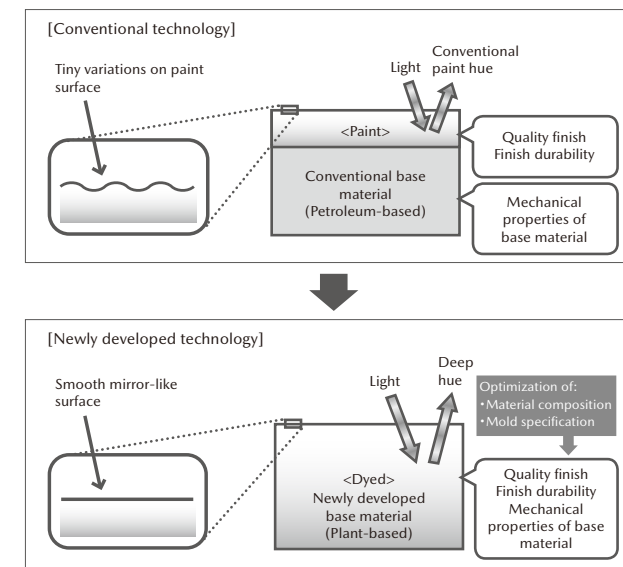 [Conventional technology]
Tiny variations on paint
surface
Light
Conventional
paint hue
<Paint>
Conventional base
material
(Petroleum-based)
Quality finish
Finish durability
Mechanical
properties of
base material
[Newly developed technology]
Smooth mirror-like
surface
Light
Deep
hue
Optimization of:
•Material composition
•Mold specification
<Dyed>
Newly developed
base material
(Plant-based)
Quality finish
Finish durability
Mechanical
properties of base
material